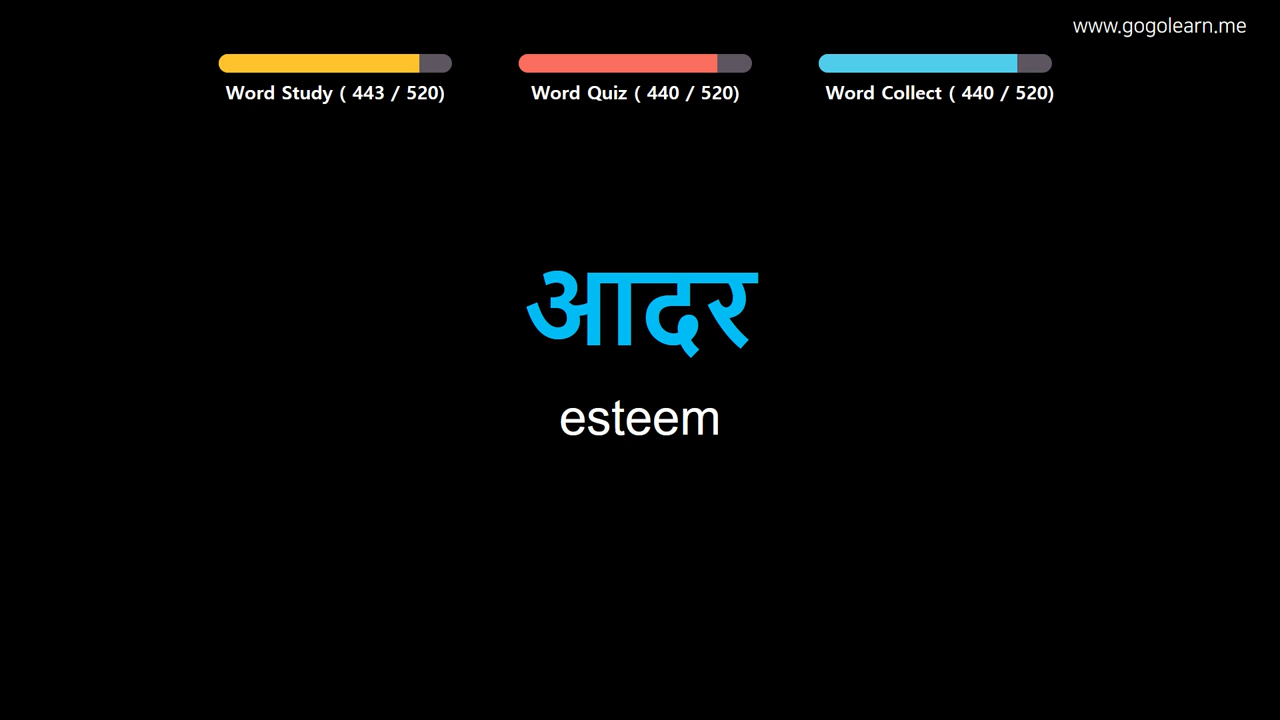 www.gogolearn.me
Word Study ( 443 / 520)
Word Quiz ( 440 / 520)
Word Collect ( 440 / 520)
आदर
esteem